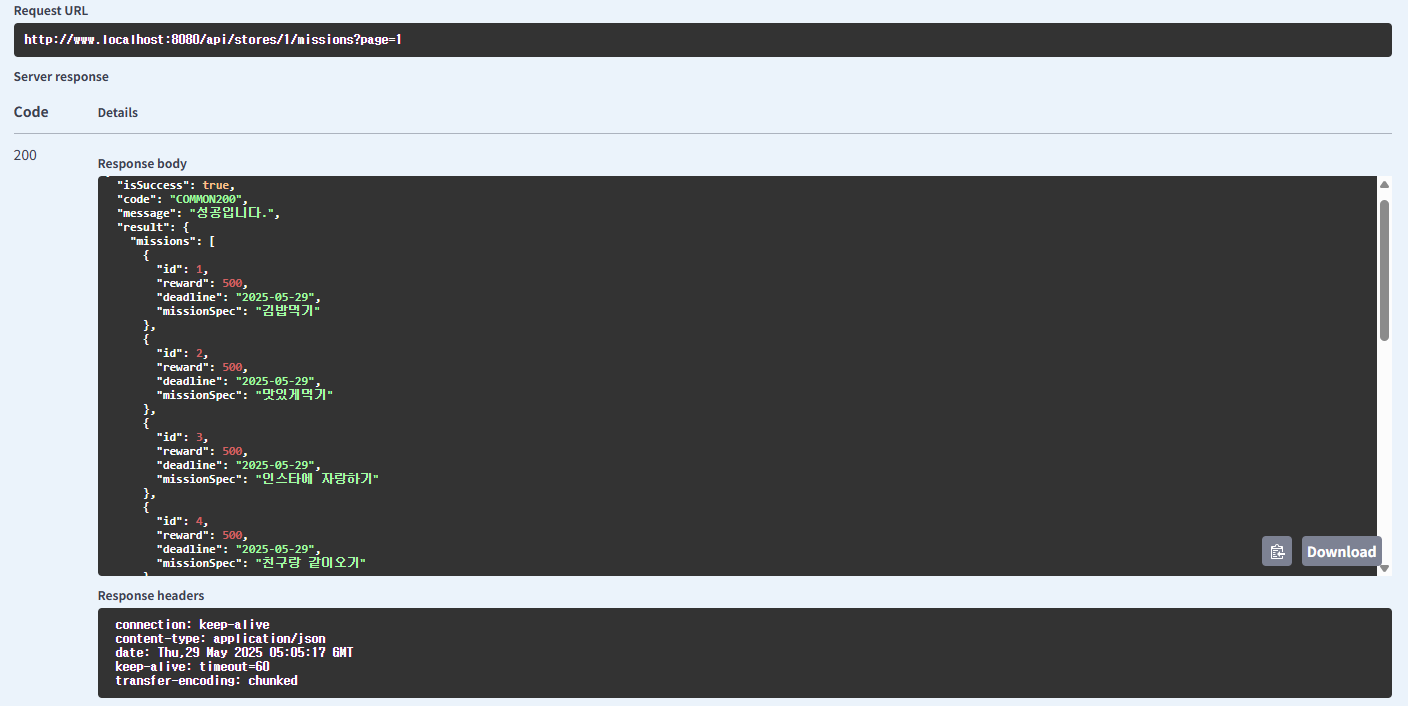 Request URL
http://www.localhost:8080/api/stores/1/missions?page=1
Server response
Code Details
200
Response body
"isSuccess": true,
"code": "COMMON200",
"message": "성공입니다.",
"result": {
"missions": [
{
"id": 1,
"reward": 500,
"deadline": "2025-05-29",
"missionSpec": "김밥먹기"
},
{
"id": 2,
"reward": 500,
"deadline": "2025-05-29",
"missionSpec": "맛있게먹기"
},
{
"id": 3,
"reward": 500,
"deadline": "2025-05-29",
"missionSpec": "인스타에 자랑하기"
},
{
"id": 4,
"reward": 500,
"deadline": "2025-05-29",
"missionSpec": "친구랑 같이오기"
Download
Response headers
connection: keep-alive
content-type: application/json
date: Thu,29 May 2025 05:05:17 GMT
keep-alive: timeout=60
transfer-encoding: chunked